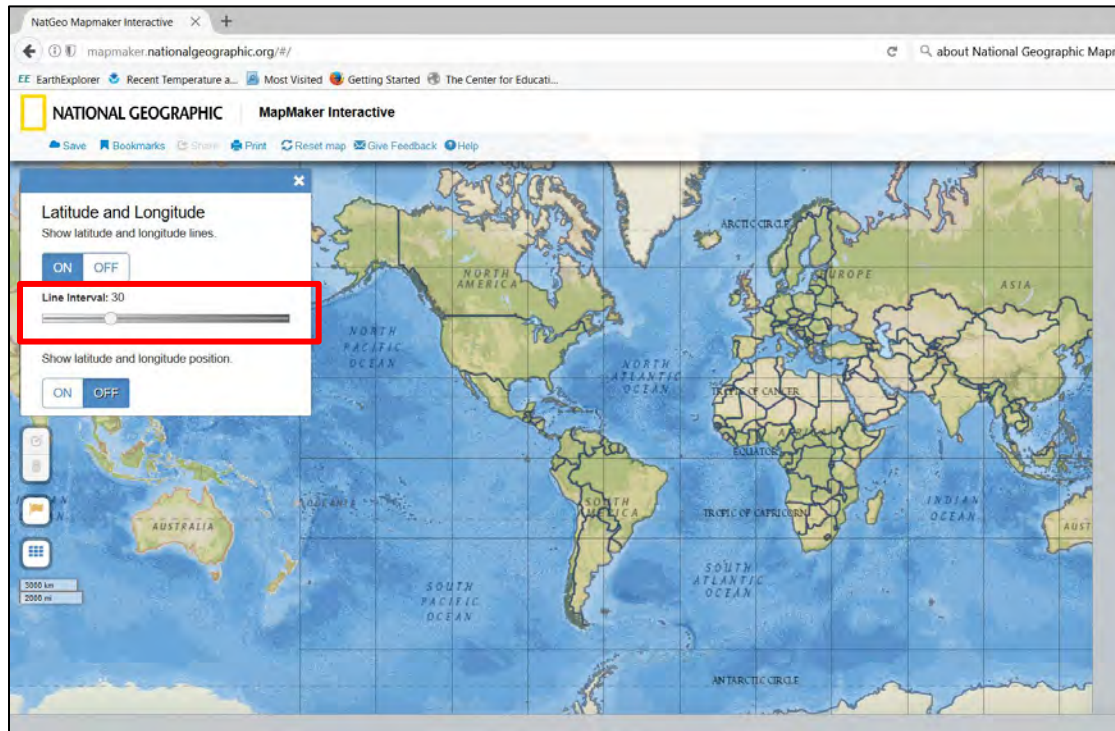 NatGeo Mapmaker Interactive
mapmaker.nationalgeographic.org/#/
about National Geographic Mapm
EE EarthExplorer Recent Temperature a... Most Visited Getting Started The Center for Educati...
NATIONAL GEOGRAPHIC MapMaker Interactive
Save Bookmarks Share Print Reset map Give Feedback Help
Latitude and Longitude
Show latitude and longitude lines.
ON OFF
Line Interval: 30
Show latitude and longitude position.
ON OFF
ARCTIC CIRCLE
NORTH
AMERICA
EUROPE
ASIA
NORTH
PACIFIC
OCEAN
NORTH
ATLANTIC
OCEAN
TROPIC OF CANCER
EQUATOR
OCEANIA
SOUTH
AMERICA
TROPIC OF CAPRICORN
INDIAN
OCEAN
AUSTRALIA
AUST
SOUTH
PACIFIC
OCEAN
SOUTH
ATLANTIC
OCEAN
3000 km
2000 mi
ANTARCTIC CIRCLE